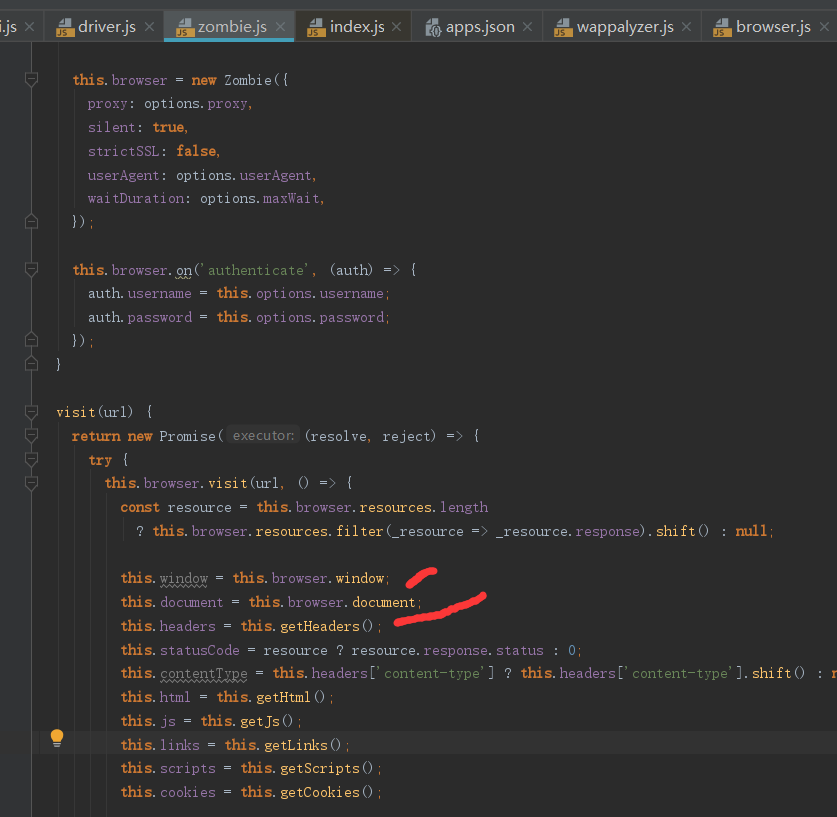 i.js × driver.js × zombie.js × index.js × apps.json × wappalyzer.js × browser.js ×
this.browser = new Zombie({
proxy: options.proxy,
silent: true,
strictSSL: false,
userAgent: options.userAgent,
waitDuration: options.maxWait,
});
this.browser.on('authenticate', (auth) => {
auth.username = this.options.username;
auth.password = this.options.password;
});
}
visit(url) {
return new Promise( executor: (resolve, reject) => {
try {
this.browser.visit(url, () => {
const resource = this.browser.resources.length
? this.browser.resources.filter(_resource => _resource.response).shift() : null;
this.window = this.browser.window;
this.document = this.browser.document;
this.headers = this.getHeaders();
this.statusCode = resource ? resource.response.status : 0;
this.contentType = this.headers['content-type'] ? this.headers['content-type'].shift() :
this.html = this.getHtml();
this.js = this.getJs();
this.links = this.getLinks();
this.scripts = this.getScripts();
this.cookies = this.getCookies();